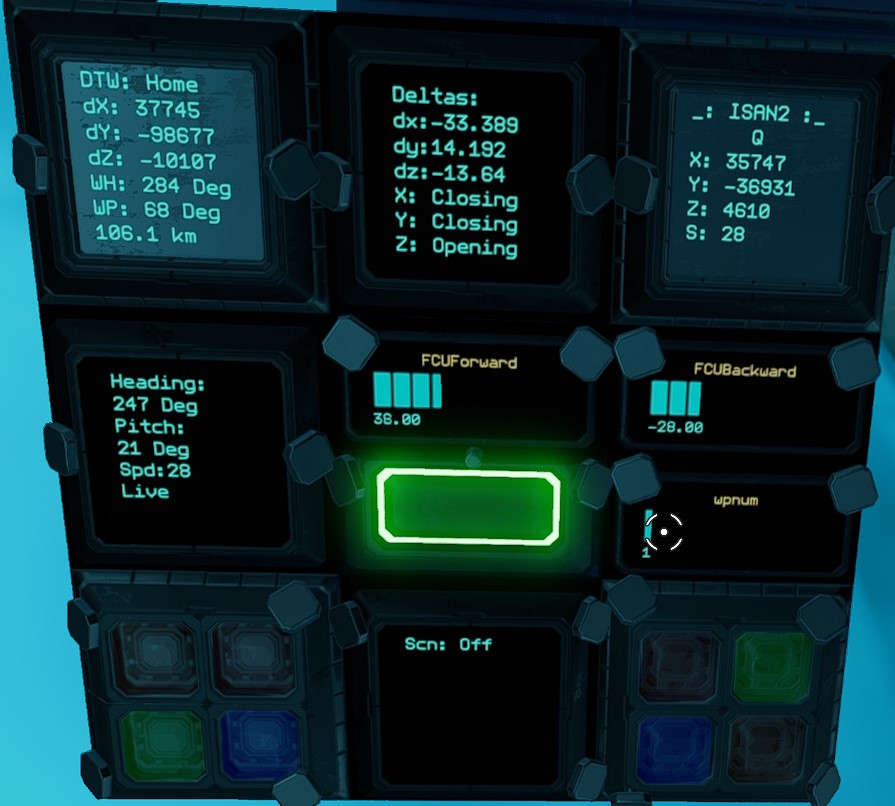 DTW: Home
dX: 37745
dY: -98677
dZ: -10107
WH: 284 Deg
WP: 68 Deg
106.1 km
Deltas:
dx:-33.389
dy:14.192
dz:-13.64
X: Closing
Y: Closing
Z: Opening
_: ISAN2 :_
Q
X: 35747
Y: -36931
Z: 4610
S: 28
Heading:
247 Deg
Pitch:
21 Deg
Spd:28
Live
FCUForward
38.00
FCUBackward
-28.00
wpnum
1
Scn: Off